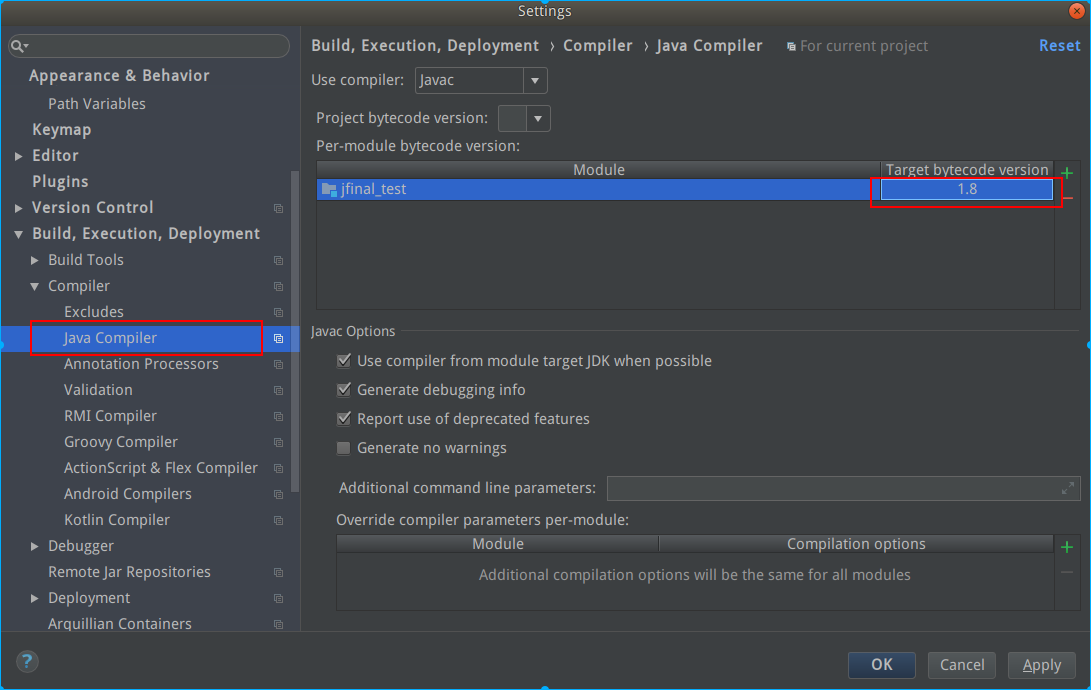 Settings
Appearance & Behavior
Path Variables
Keymap
Editor
Plugins
Version Control
Build, Execution, Deployment
Build Tools
Compiler
Excludes
Java Compiler
Annotation Processors
Validation
RMI Compiler
Groovy Compiler
ActionScript & Flex Compiler
Android Compilers
Kotlin Compiler
Debugger
Remote Jar Repositories
Deployment
Arquillian Containers
Build, Execution, Deployment › Compiler › Java Compiler For current project Reset
Use compiler: Javac
Project bytecode version:
Per-module bytecode version:
Module Target bytecode version
jfinal_test 1.8
Javac Options
Use compiler from module target JDK when possible
Generate debugging info
Report use of deprecated features
Generate no warnings
Additional command line parameters:
Override compiler parameters per-module:
Module Compilation options
Additional compilation options will be the same for all modules
? OK Cancel Apply